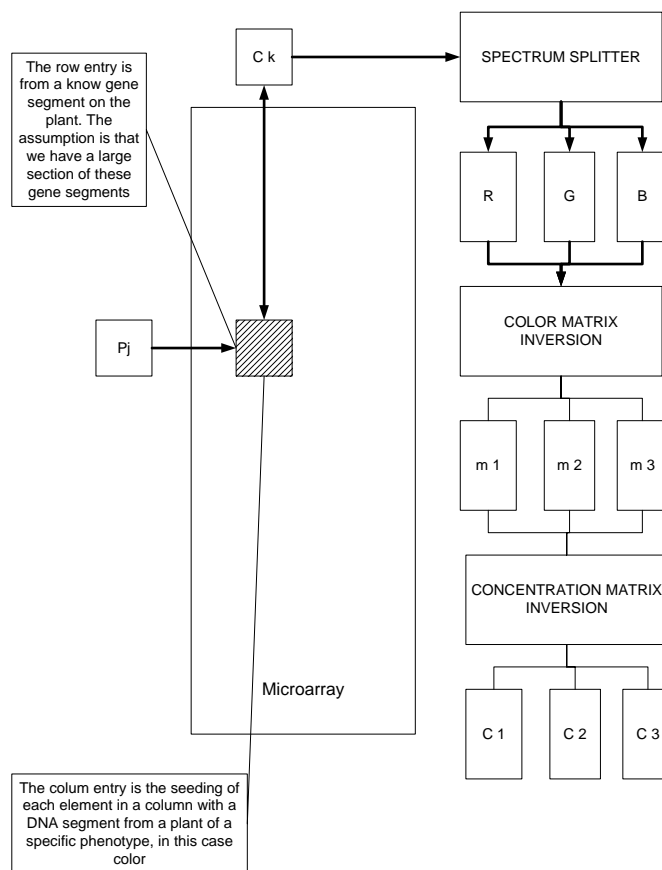 C k
SPECTRUM SPLITTER
The row entry is
from a know gene
segment on the
plant. The
assumption is that
we have a large
section of these
gene segments
R
G
B
COLOR MATRIX
INVERSION
Pj
m 1
m 2
m 3
CONCENTRATION MATRIX
INVERSION
Microarray
C 1
C 2
C 3
The colum entry is the seeding of
each element in a column with a
DNA segment from a plant of a
specific phenotype, in this case
color